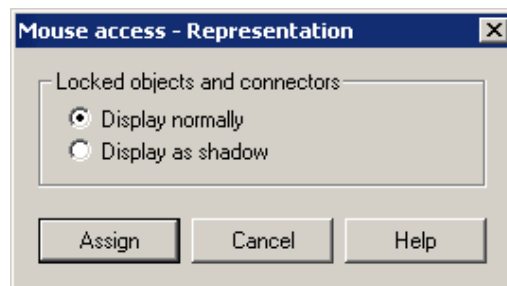 Mouse access - Representation
Locked objects and connectors
Display normally
Display as shadow
Assign Cancel Help